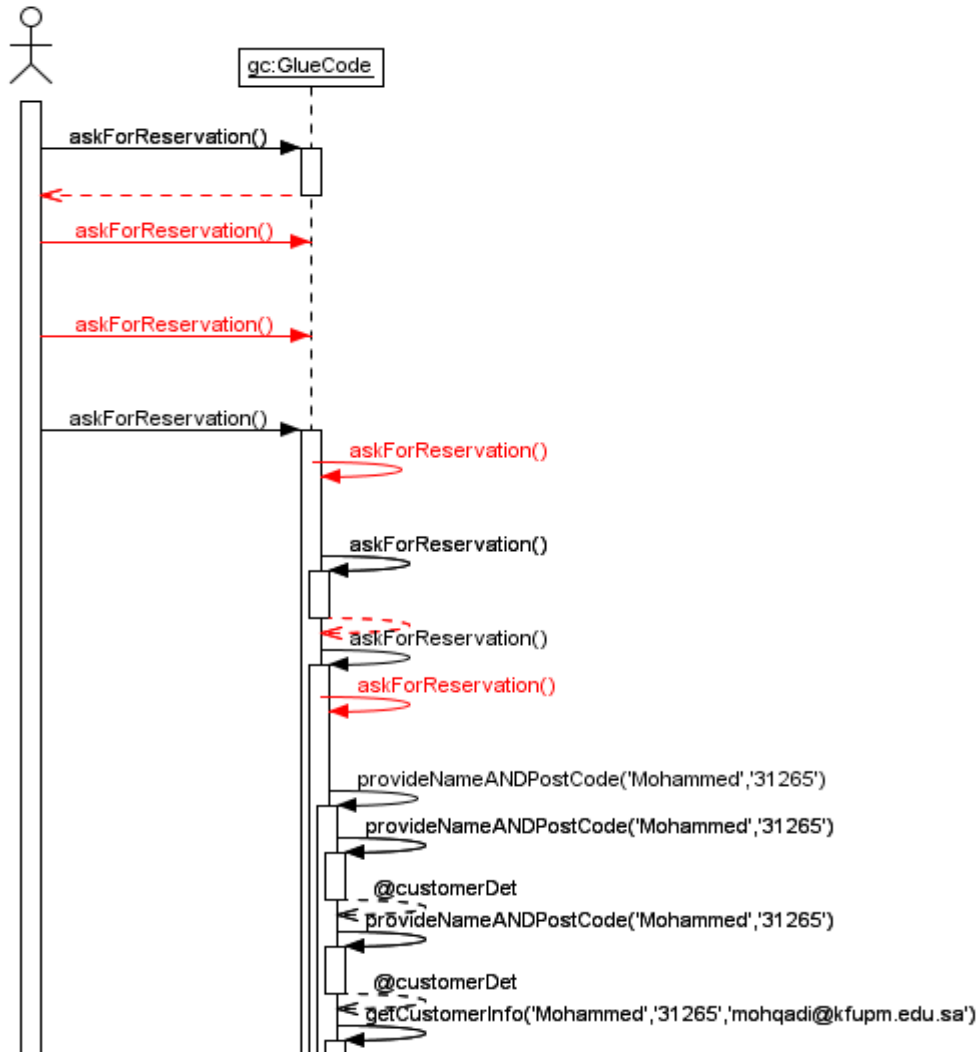 gc:GlueCode
askForReservation()
askForReservation()
askForReservation()
askForReservation()
askForReservation()
askForReservation()
askForReservation()
askForReservation()
provideNameANDPostCode('Mohammed','31265')
provideNameANDPostCode('Mohammed','31265')
@customerDet
provideNameANDPostCode('Mohammed','31265')
@customerDet
getCustomerInfo('Mohammed','31265','mohqadi@kfupm.edu.sa')